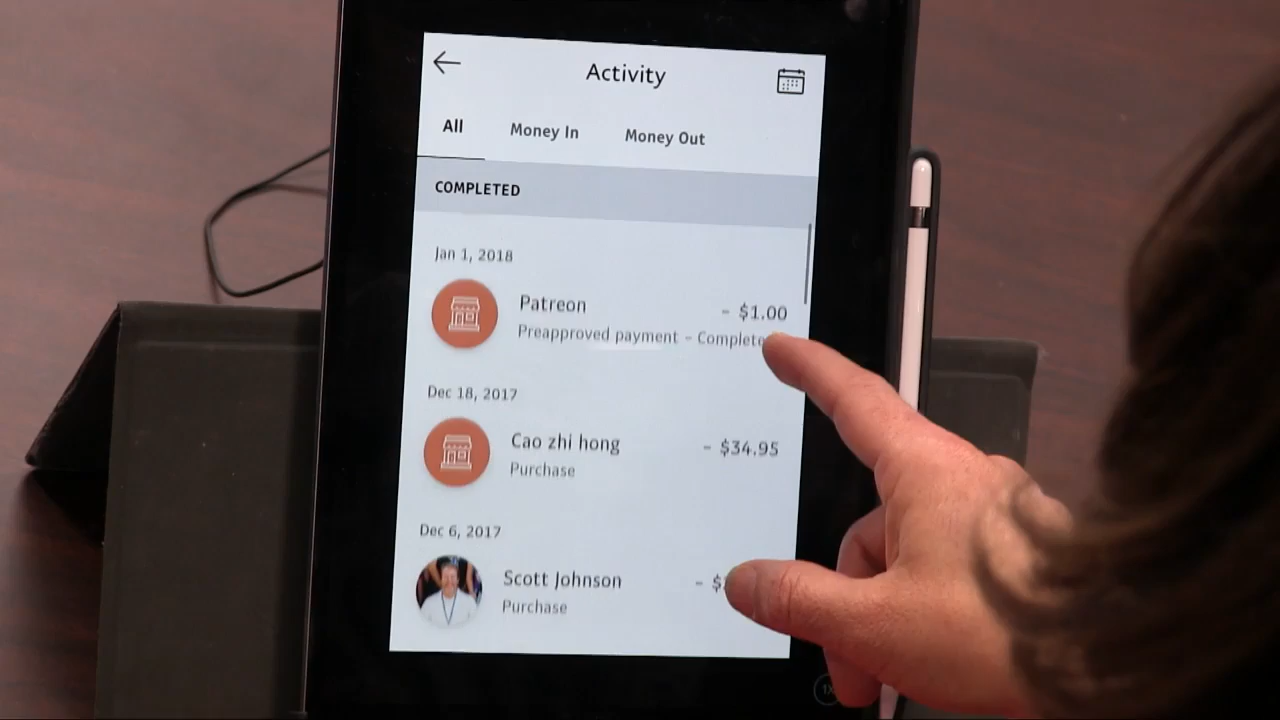 Activity
All Money In Money Out
COMPLETED
Jan 1, 2018
Patreon - $1.00
Preapproved payment - Complete
Dec 18, 2017
Cao zhi hong - $34.95
Purchase
Dec 6, 2017
Scott Johnson - $
Purchase
1X